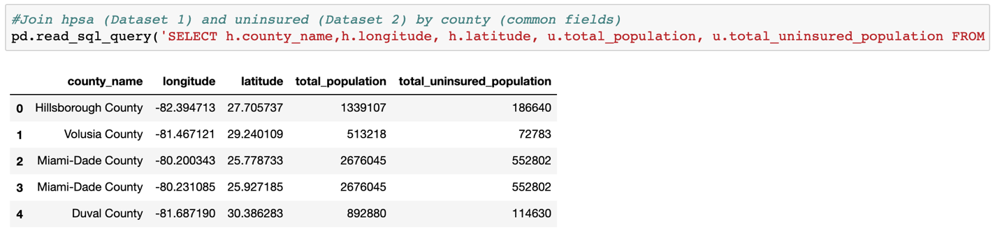 #Join hpsa (Dataset 1) and uninsured (Dataset 2) by county (common fields)
pd.read_sql_query('SELECT h.county_name,h.longitude, h.latitude, u.total_population, u.total_uninsured_population FROM
county_name longitude latitude total_population total_uninsured_population
0 Hillsborough County -82.394713 27.705737 1339107 186640
1 Volusia County -81.467121 29.240109 513218 72783
2 Miami-Dade County -80.200343 25.778733 2676045 552802
3 Miami-Dade County -80.231085 25.927185 2676045 552802
4 Duval County -81.687190 30.386283 892880 114630